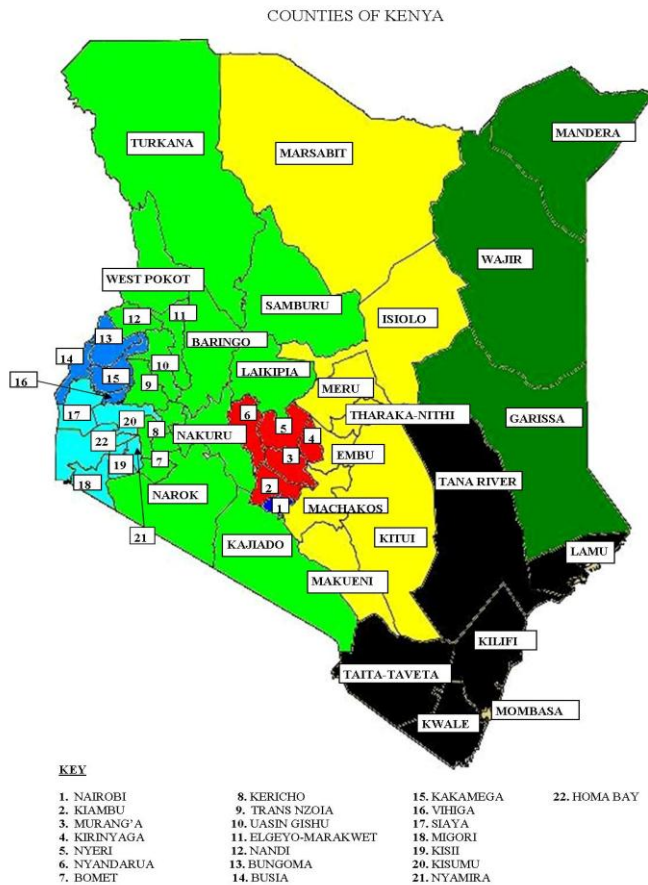 COUNTIES OF KENYA
MANDERA
TURKANA
MARSABIT
WAJIR
WEST POKOT
SAMBURU
ISIOLO
11
12
13
BARINGO
14
10
LAIKIPIA
16
15
9
MERU
THARAKA-NITHI
GARISSA
17
6
20
5
8
NAKURU
4
22
EMBU
3
7
19
TANA RIVER
18
NAROK
2
1
MACHAKOS
21
KAJIADO
KITUI
LAMU
MAKUENI
KILIFI
TAITA-TAVETA
MOMBASA
KWALE
KEY
1. NAIROBI
2. KIAMBU
3. MURANG'A
4. KIRINYAGA
5. NYERI
6. NYANDARUA
7. BOMET
8. KERICHO
9. TRANS NZOIA
10. UASIN GISHU
11. ELGEYO-MARAKWET
12. NANDI
13. BUNGOMA
14. BUSIA
15. KAKAMEGA
16. VIHIGA
17. SIAYA
18. MIGORI
19. KISII
20. KISUMU
21. NYAMIRA
22. HOMA BAY